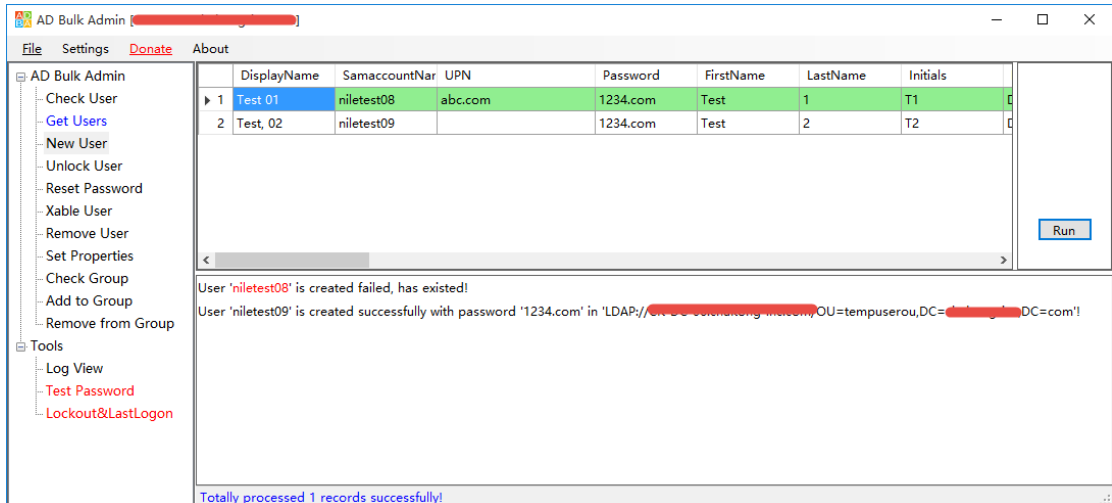 AD Bulk Admin [ ]
File Settings Donate About
AD Bulk Admin
Check User
Get Users
New User
Unlock User
Reset Password
Xable User
Remove User
Set Properties
Check Group
Add to Group
Remove from Group
Tools
Log View
Test Password
Lockout&LastLogon
DisplayName SamaccountNar UPN Password FirstName LastName Initials
1 Test 01 niletest08 abc.com 1234.com Test 1 T1 D
2 Test, 02 niletest09 1234.com Test 2 T2 D
Run
User 'niletest08' is created failed, has existed!
User 'niletest09' is created successfully with password '1234.com' in 'LDAP:// /OU=tempuserou,DC= DC=com'!
Totally processed 1 records successfully!